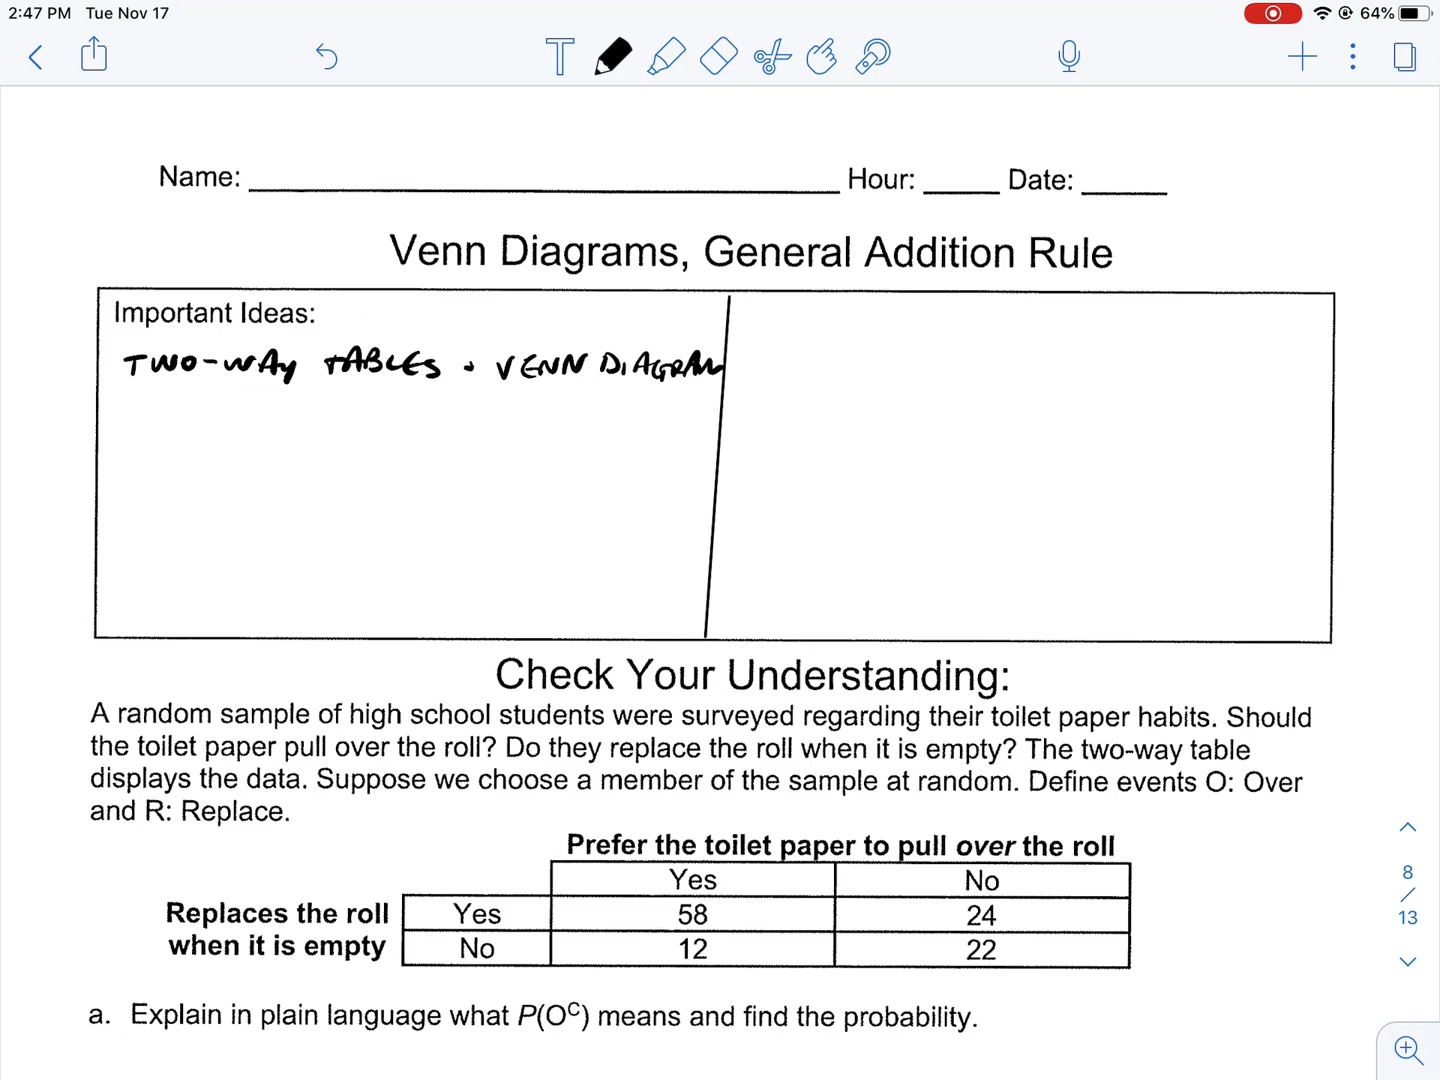 2:47 PM Tue Nov 17
64%
Name: Hour: Date:
Venn Diagrams, General Addition Rule
Important Ideas:
TWO-WAY TABLES + VENN DIAGRAM
Check Your Understanding:
A random sample of high school students were surveyed regarding their toilet paper habits. Should
the toilet paper pull over the roll? Do they replace the roll when it is empty? The two-way table
displays the data. Suppose we choose a member of the sample at random. Define events O: Over
and R: Replace.
Prefer the toilet paper to pull over the roll
Yes No
Replaces the roll Yes 58 24
when it is empty No 12 22
a. Explain in plain language what P(O^C) means and find the probability.
8
/
13